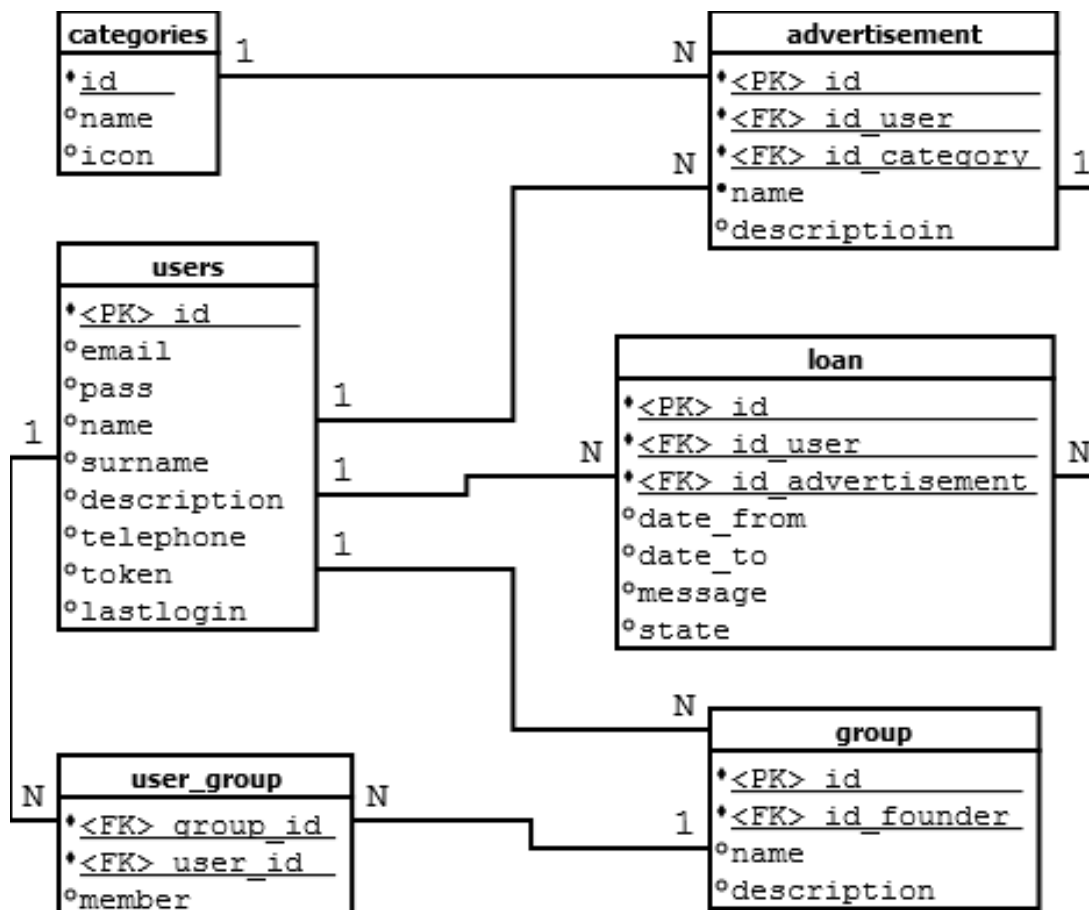 categories
id
name
icon
1
N
advertisement
<PK> id
<FK> id_user
<FK> id_category
name
descriptioin
N
1
users
<PK> id
email
pass
name
surname
description
telephone
token
lastlogin
1
1
1
1
N
loan
<PK> id
<FK> id_user
<FK> id_advertisement
date_from
date_to
message
state
N
N
group
<PK> id
<FK> id_founder
name
description
1
user_group
<FK> group_id
<FK> user_id
member
N
N